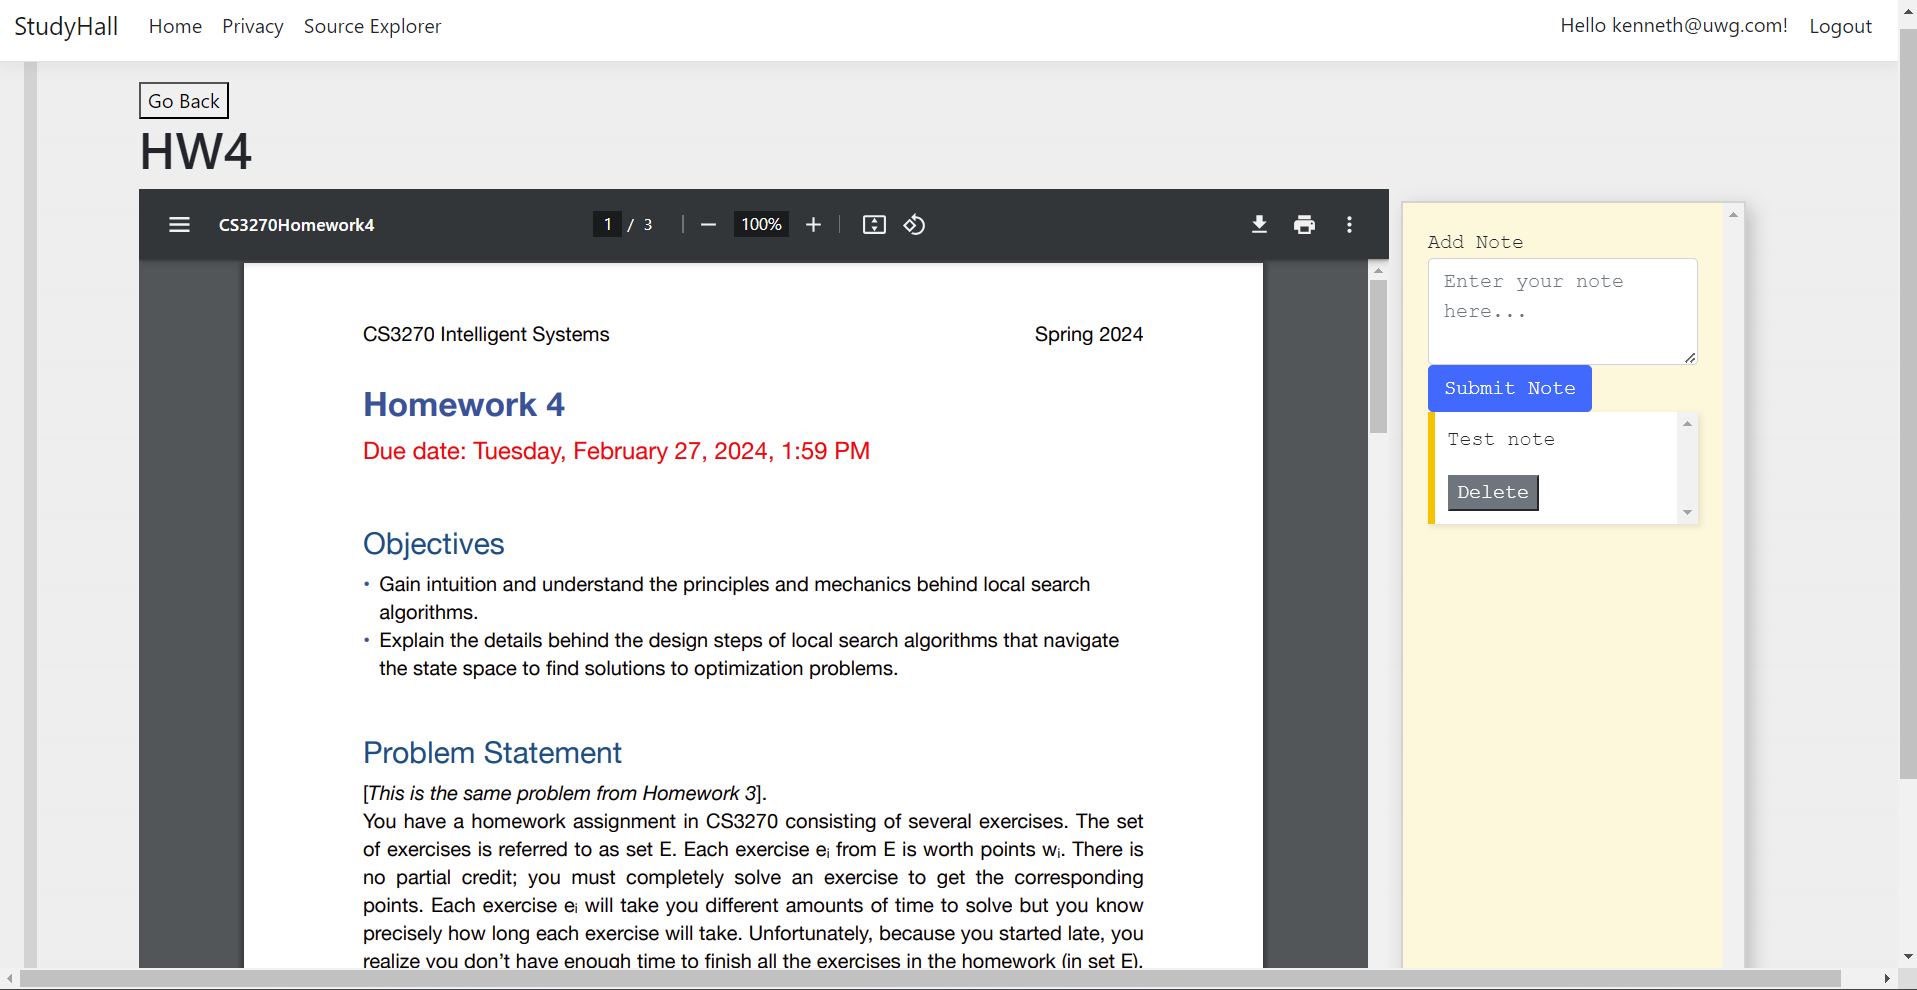 StudyHall Home Privacy Source Explorer Hello kenneth@uwg.com! Logout
Go Back
HW4
CS3270Homework4 1 / 3 100%
CS3270 Intelligent Systems Spring 2024
Homework 4
Due date: Tuesday, February 27, 2024, 1:59 PM
Objectives
• Gain intuition and understand the principles and mechanics behind local search
algorithms.
• Explain the details behind the design steps of local search algorithms that navigate
the state space to find solutions to optimization problems.
Problem Statement
[This is the same problem from Homework 3].
You have a homework assignment in CS3270 consisting of several exercises. The set
of exercises is referred to as set E. Each exercise eᵢ from E is worth points wᵢ. There is
no partial credit; you must completely solve an exercise to get the corresponding
points. Each exercise eᵢ will take you different amounts of time to solve but you know
precisely how long each exercise will take. Unfortunately, because you started late, you
realize you don't have enough time to finish all the exercises in the homework (in set E).
Add Note
Enter your note
here...
Submit Note
Test note
Delete